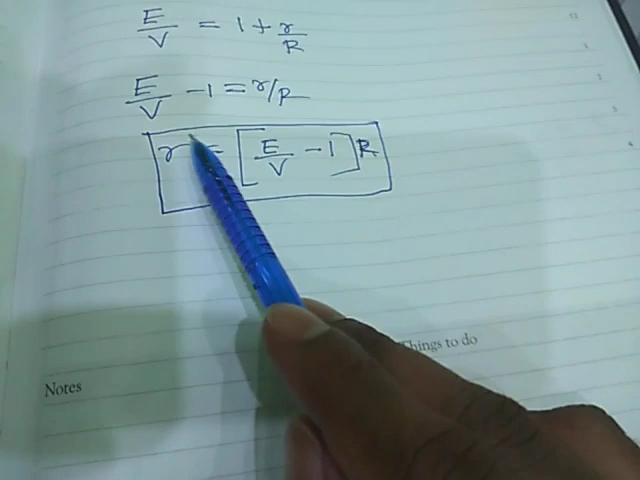 E/V = 1 + r/R
E/V - 1 = r/R
r = [E/V - 1] R
Things to do
Notes